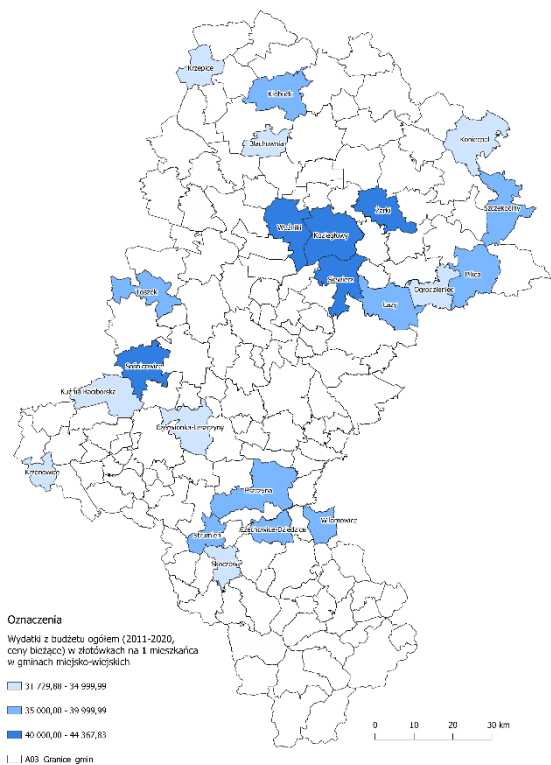 Krzepice
Kłobuck
Blachownia
Koniecpol
Szczekociny
Żarki
Woźniki
Koziegłowy
Siewierz
Pilica
Ogrodzieniec
Łazy
Toszek
Sośnicowice
Kuźnia Raciborska
Czerwionka-Leszczyny
Krzanowice
Pszczyna
Wilamowice
Czechowice-Dziedzice
Strumień
Skoczów
Oznaczenia
Wydatki z budżetu ogółem (2011-2020,
ceny bieżące) w złotówkach na 1 mieszkańca
w gminach miejsko-wiejskich
31 729,88 - 34 999,99
35 000,00 - 39 999,99
40 000,00 - 44 367,83
A03_Granice_gmin
0 10 20 30 km